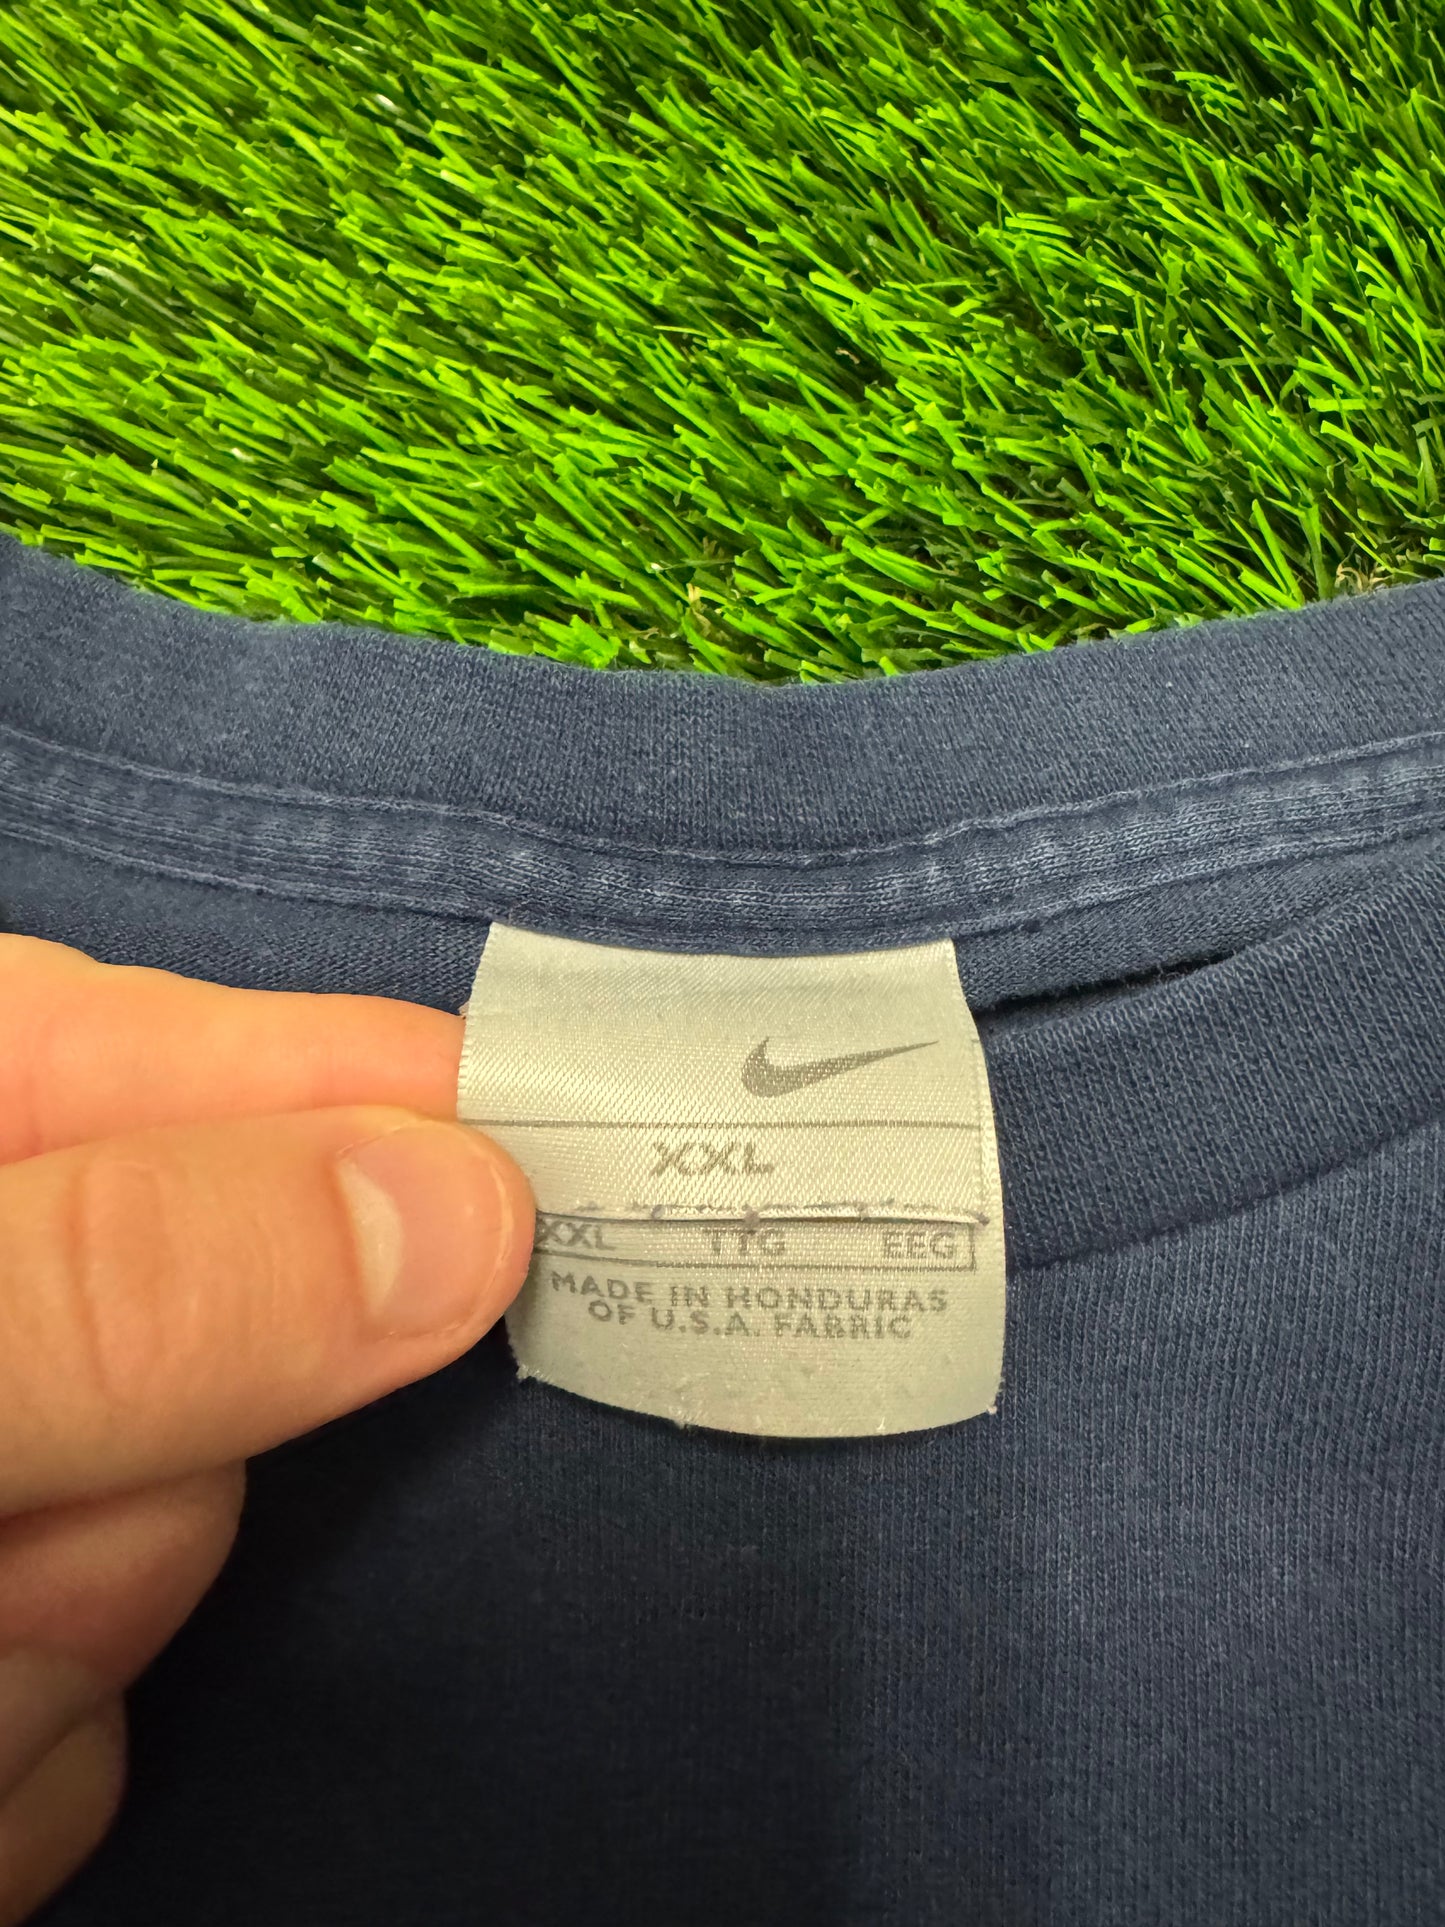 XXL
XXL TTG EEG
MADE IN HONDURAS
OF U.S.A. FABRIC